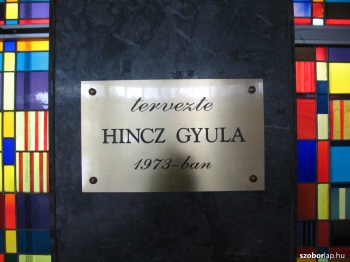 tervezte
HINCZ GYULA
1973-ban
szoborlap.hu